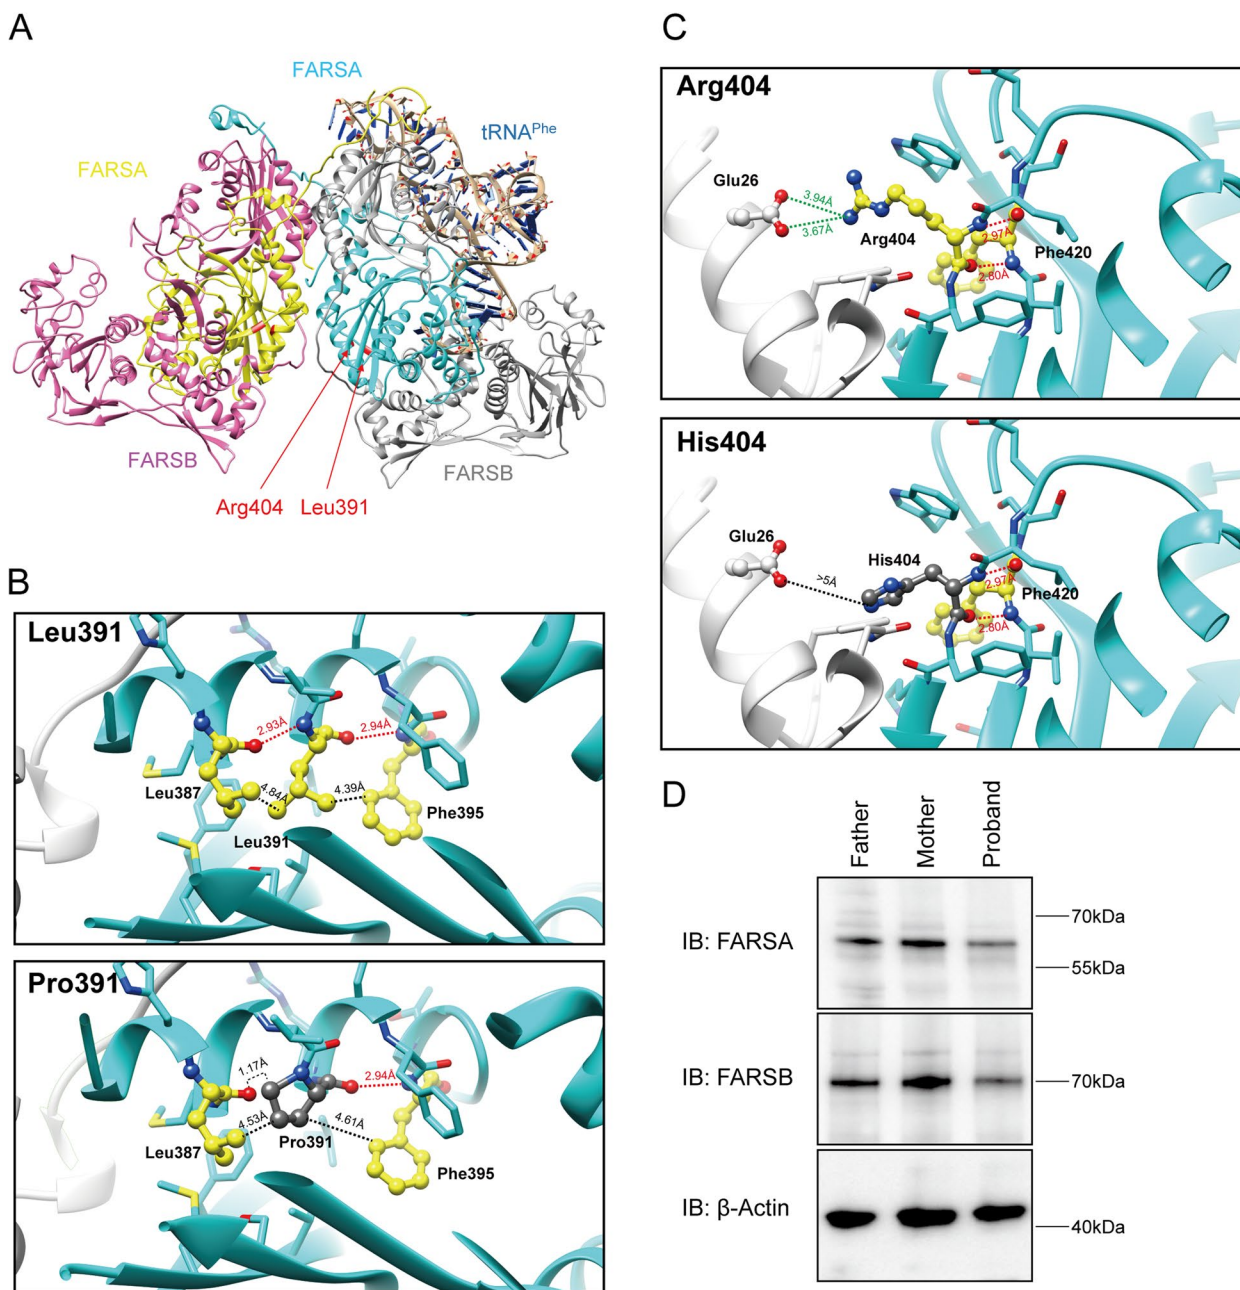 A
FARSA
tRNAPhe
FARSA
FARSB
FARSB
Arg404 Leu391
B
Leu391
2.93Å
2.94Å
4.84Å
4.39Å
Leu387
Phe395
Leu391
Pro391
1.17Å
2.94Å
4.53Å
4.61Å
Leu387
Pro391
Phe395
C
Arg404
Glu26
3.94Å
3.67Å
Arg404
2.97Å
Phe420
2.80Å
His404
Glu26
His404
>5Å
2.97Å
Phe420
2.80Å
D
Father
Mother
Proband
IB: FARSA
70kDa
55kDa
IB: FARSB
70kDa
IB: β-Actin
40kDa